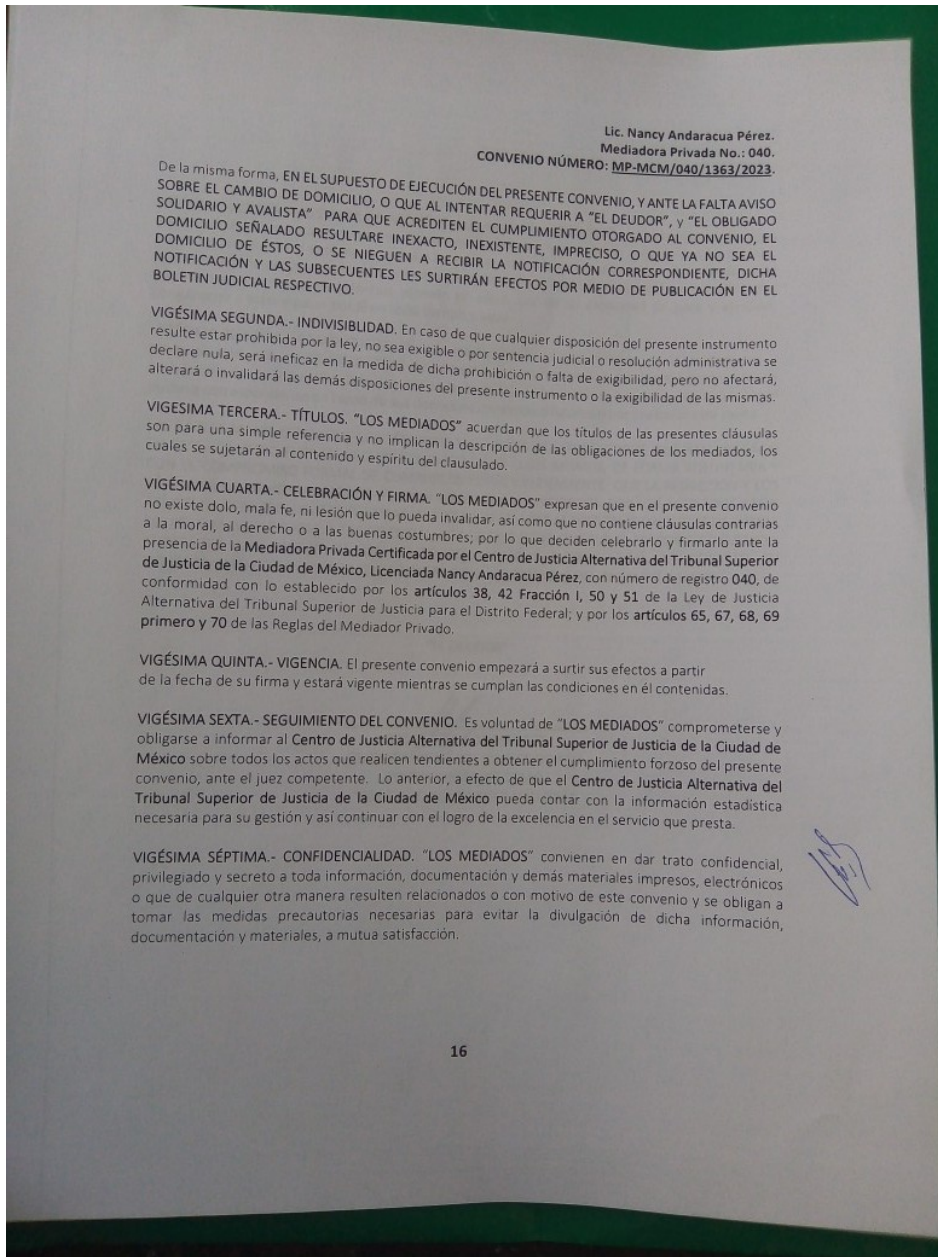 Lic. Nancy Andaracua Pérez.
Mediadora Privada No.: 040.
CONVENIO NÚMERO: MP-MCM/040/1363/2023.
De la misma forma, EN EL SUPUESTO DE EJECUCIÓN DEL PRESENTE CONVENIO, Y ANTE LA FALTA AVISO
SOBRE EL CAMBIO DE DOMICILIO, O QUE AL INTENTAR REQUERIR A “EL DEUDOR”, y “EL OBLIGADO
SOLIDARIO Y AVALISTA” PARA QUE ACREDITEN EL CUMPLIMIENTO OTORGADO AL CONVENIO, EL
DOMICILIO SEÑALADO RESULTARE INEXACTO, INEXISTENTE, IMPRECISO, O QUE YA NO SEA EL
DOMICILIO DE ÉSTOS, O SE NIEGUEN A RECIBIR LA NOTIFICACIÓN CORRESPONDIENTE, DICHA
NOTIFICACIÓN Y LAS SUBSECUENTES LES SURTIRÁN EFECTOS POR MEDIO DE PUBLICACIÓN EN EL
BOLETIN JUDICIAL RESPECTIVO.
VIGÉSIMA SEGUNDA.- INDIVISIBLIDAD. En caso de que cualquier disposición del presente instrumento
resulte estar prohibida por la ley, no sea exigible o por sentencia judicial o resolución administrativa se
declare nula, será ineficaz en la medida de dicha prohibición o falta de exigibilidad, pero no afectará,
alterará o invalidará las demás disposiciones del presente instrumento o la exigibilidad de las mismas.
VIGESIMA TERCERA.- TÍTULOS. “LOS MEDIADOS” acuerdan que los títulos de las presentes cláusulas
son para una simple referencia y no implican la descripción de las obligaciones de los mediados, los
cuales se sujetarán al contenido y espíritu del clausulado.
VIGÉSIMA CUARTA.- CELEBRACIÓN Y FIRMA. “LOS MEDIADOS” expresan que en el presente convenio
no existe dolo, mala fe, ni lesión que lo pueda invalidar, así como que no contiene cláusulas contrarias
a la moral, al derecho o a las buenas costumbres; por lo que deciden celebrarlo y firmarlo ante la
presencia de la Mediadora Privada Certificada por el Centro de Justicia Alternativa del Tribunal Superior
de Justicia de la Ciudad de México, Licenciada Nancy Andaracua Pérez, con número de registro 040, de
conformidad con lo establecido por los artículos 38, 42 Fracción I, 50 y 51 de la Ley de Justicia
Alternativa del Tribunal Superior de Justicia para el Distrito Federal; y por los artículos 65, 67, 68, 69
primero y 70 de las Reglas del Mediador Privado.
VIGÉSIMA QUINTA.- VIGENCIA. El presente convenio empezará a surtir sus efectos a partir
de la fecha de su firma y estará vigente mientras se cumplan las condiciones en él contenidas.
VIGÉSIMA SEXTA.- SEGUIMIENTO DEL CONVENIO. Es voluntad de “LOS MEDIADOS” comprometerse y
obligarse a informar al Centro de Justicia Alternativa del Tribunal Superior de Justicia de la Ciudad de
México sobre todos los actos que realicen tendientes a obtener el cumplimiento forzoso del presente
convenio, ante el juez competente. Lo anterior, a efecto de que el Centro de Justicia Alternativa del
Tribunal Superior de Justicia de la Ciudad de México pueda contar con la información estadística
necesaria para su gestión y así continuar con el logro de la excelencia en el servicio que presta.
VIGÉSIMA SÉPTIMA.- CONFIDENCIALIDAD. “LOS MEDIADOS” convienen en dar trato confidencial,
privilegiado y secreto a toda información, documentación y demás materiales impresos, electrónicos
o que de cualquier otra manera resulten relacionados o con motivo de este convenio y se obligan a
tomar las medidas precautorias necesarias para evitar la divulgación de dicha información,
documentación y materiales, a mutua satisfacción.
16